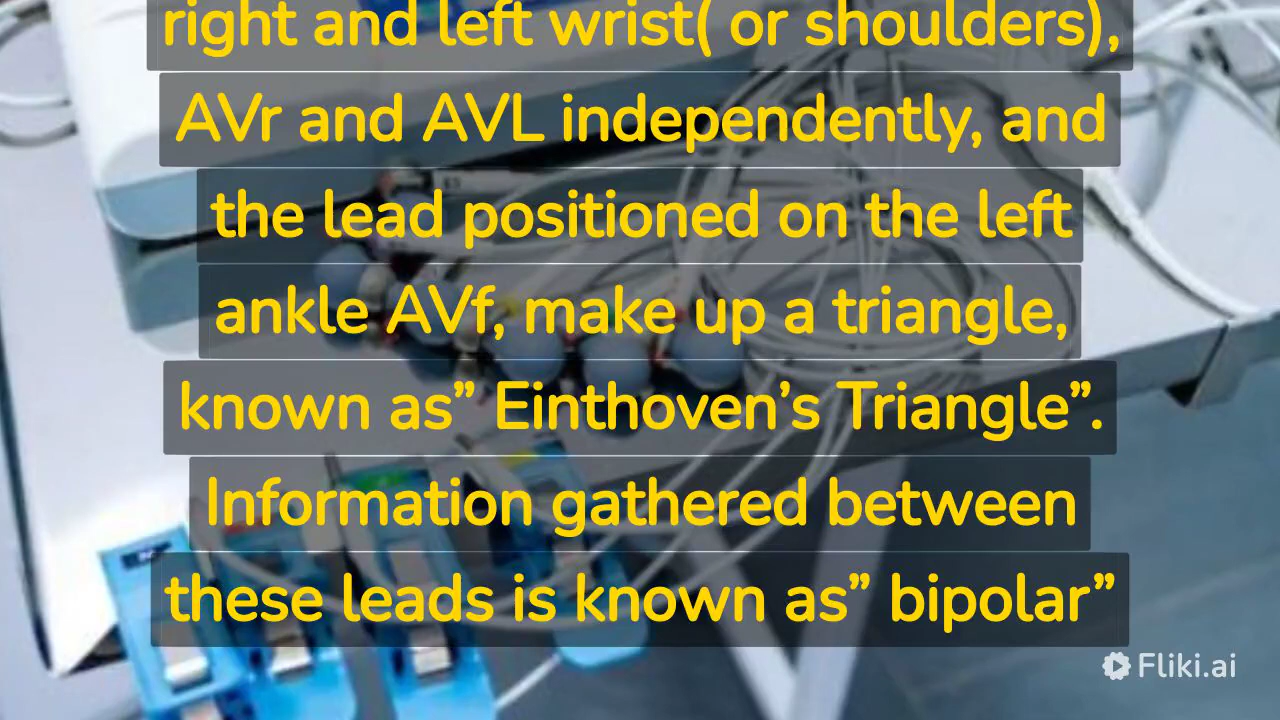 right and left wrist( or shoulders),
AVr and AVL independently, and
the lead positioned on the left
ankle AVf, make up a triangle,
known as” Einthoven’s Triangle”.
Information gathered between
these leads is known as” bipolar”
Fliki.ai